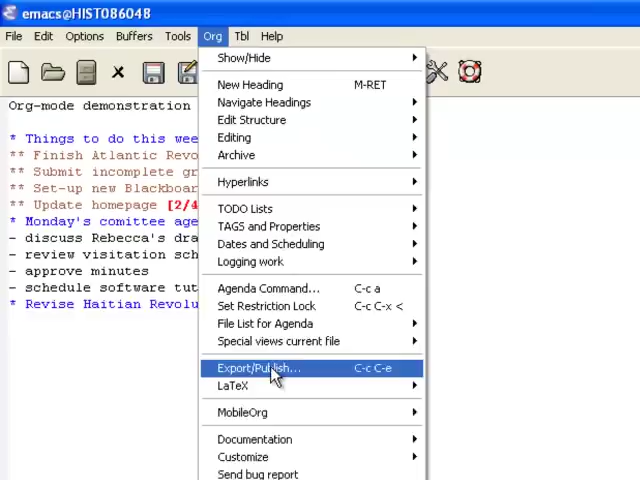 emacs@HIST086048
File Edit Options Buffers Tools Org Tbl Help
Org-mode demonstration
* Things to do this wee
** Finish Atlantic Revo
** Submit incomplete gr
** Set-up new Blackboar
** Update homepage [2/4
* Monday's comittee age
- discuss Rebecca's dra
- review visitation sch
- approve minutes
- schedule software tut
* Revise Haitian Revolu
Show/Hide
New Heading M-RET
Navigate Headings
Edit Structure
Editing
Archive
Hyperlinks
TODO Lists
TAGS and Properties
Dates and Scheduling
Logging work
Agenda Command... C-c a
Set Restriction Lock C-c C-x <
File List for Agenda
Special views current file
Export/Publish... C-c C-e
LaTeX
MobileOrg
Documentation
Customize
Send bug report